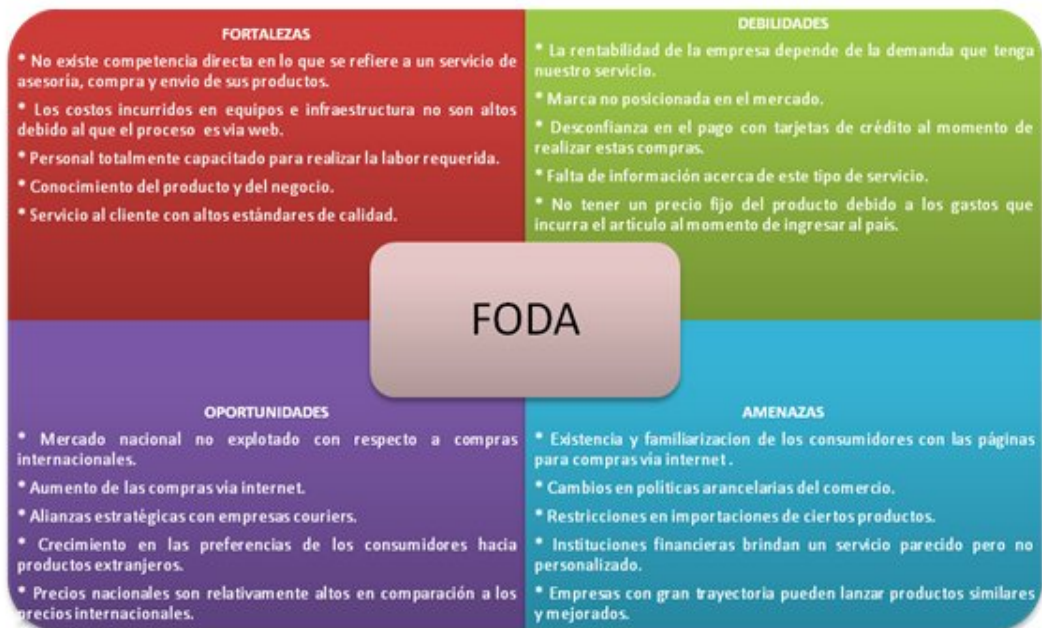 FORTALEZAS
* No existe competencia directa en lo que se refiere a un servicio de
asesoría, compra y envio de sus productos.
* Los costos incurridos en equipos e infraestructura no son altos
debido al que el proceso es via web.
* Personal totalmente capacitado para realizar la labor requerida.
* Conocimiento del producto y del negocio.
* Servicio al cliente con altos estándares de calidad.
DEBILIDADES
* La rentabilidad de la empresa depende de la demanda que tenga
nuestro servicio.
* Marca no posicionada en el mercado.
* Desconfianza en el pago con tarjetas de crédito al momento de
realizar estas compras.
* Falta de información acerca de este tipo de servicio.
* No tener un precio fijo del producto debido a los gastos que
incurra el articulo al momento de ingresar al país.
FODA
OPORTUNIDADES
* Mercado nacional no explotado con respecto a compras
internacionales.
* Aumento de las compras vía internet.
* Alianzas estratégicas con empresas couriers.
* Crecimiento en las preferencias de los consumidores hacia
productos extranjeros.
* Precios nacionales son relativamente altos en comparación a los
precios internacionales.
AMENAZAS
* Existencia y familiarizacion de los consumidores con las páginas
para compras vía internet .
* Cambios en políticas arancelarias del comercio.
* Restricciones en importaciones de ciertos productos.
* Instituciones financieras brindan un servicio parecido pero no
personalizado.
* Empresas con gran trayectoria pueden lanzar productos similares
y mejorados.